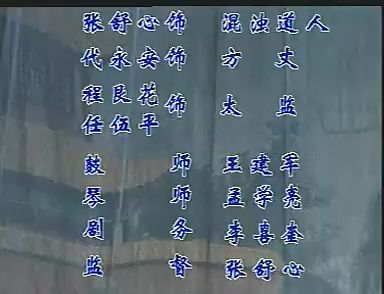 张舒心饰 混浊道人
代永安饰 方丈
程艮花
饰 太监
任伍平
鼓师 王建军
琴师 孟学尧
剧务 李喜奎
监督 张舒心